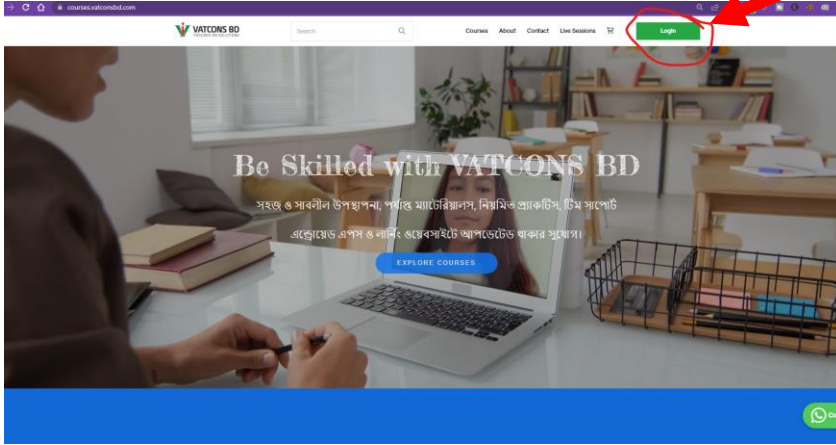 courses.vatconsbd.com
VATCONS BD
Search
Courses About Contact Live Sessions
Login
Be Skilled with VATCONS BD
সহজ ও সাবলীল উপস্থাপনা, পর্যাপ্ত ম্যাটেরিয়ালস, নিয়মিত প্র্যাকটিস, টিম সাপোর্ট
এন্ড্রোয়েড এপস ও লার্নিং ওয়েবসাইটে আপডেটেড থাকার সুযোগ।
EXPLORE COURSES